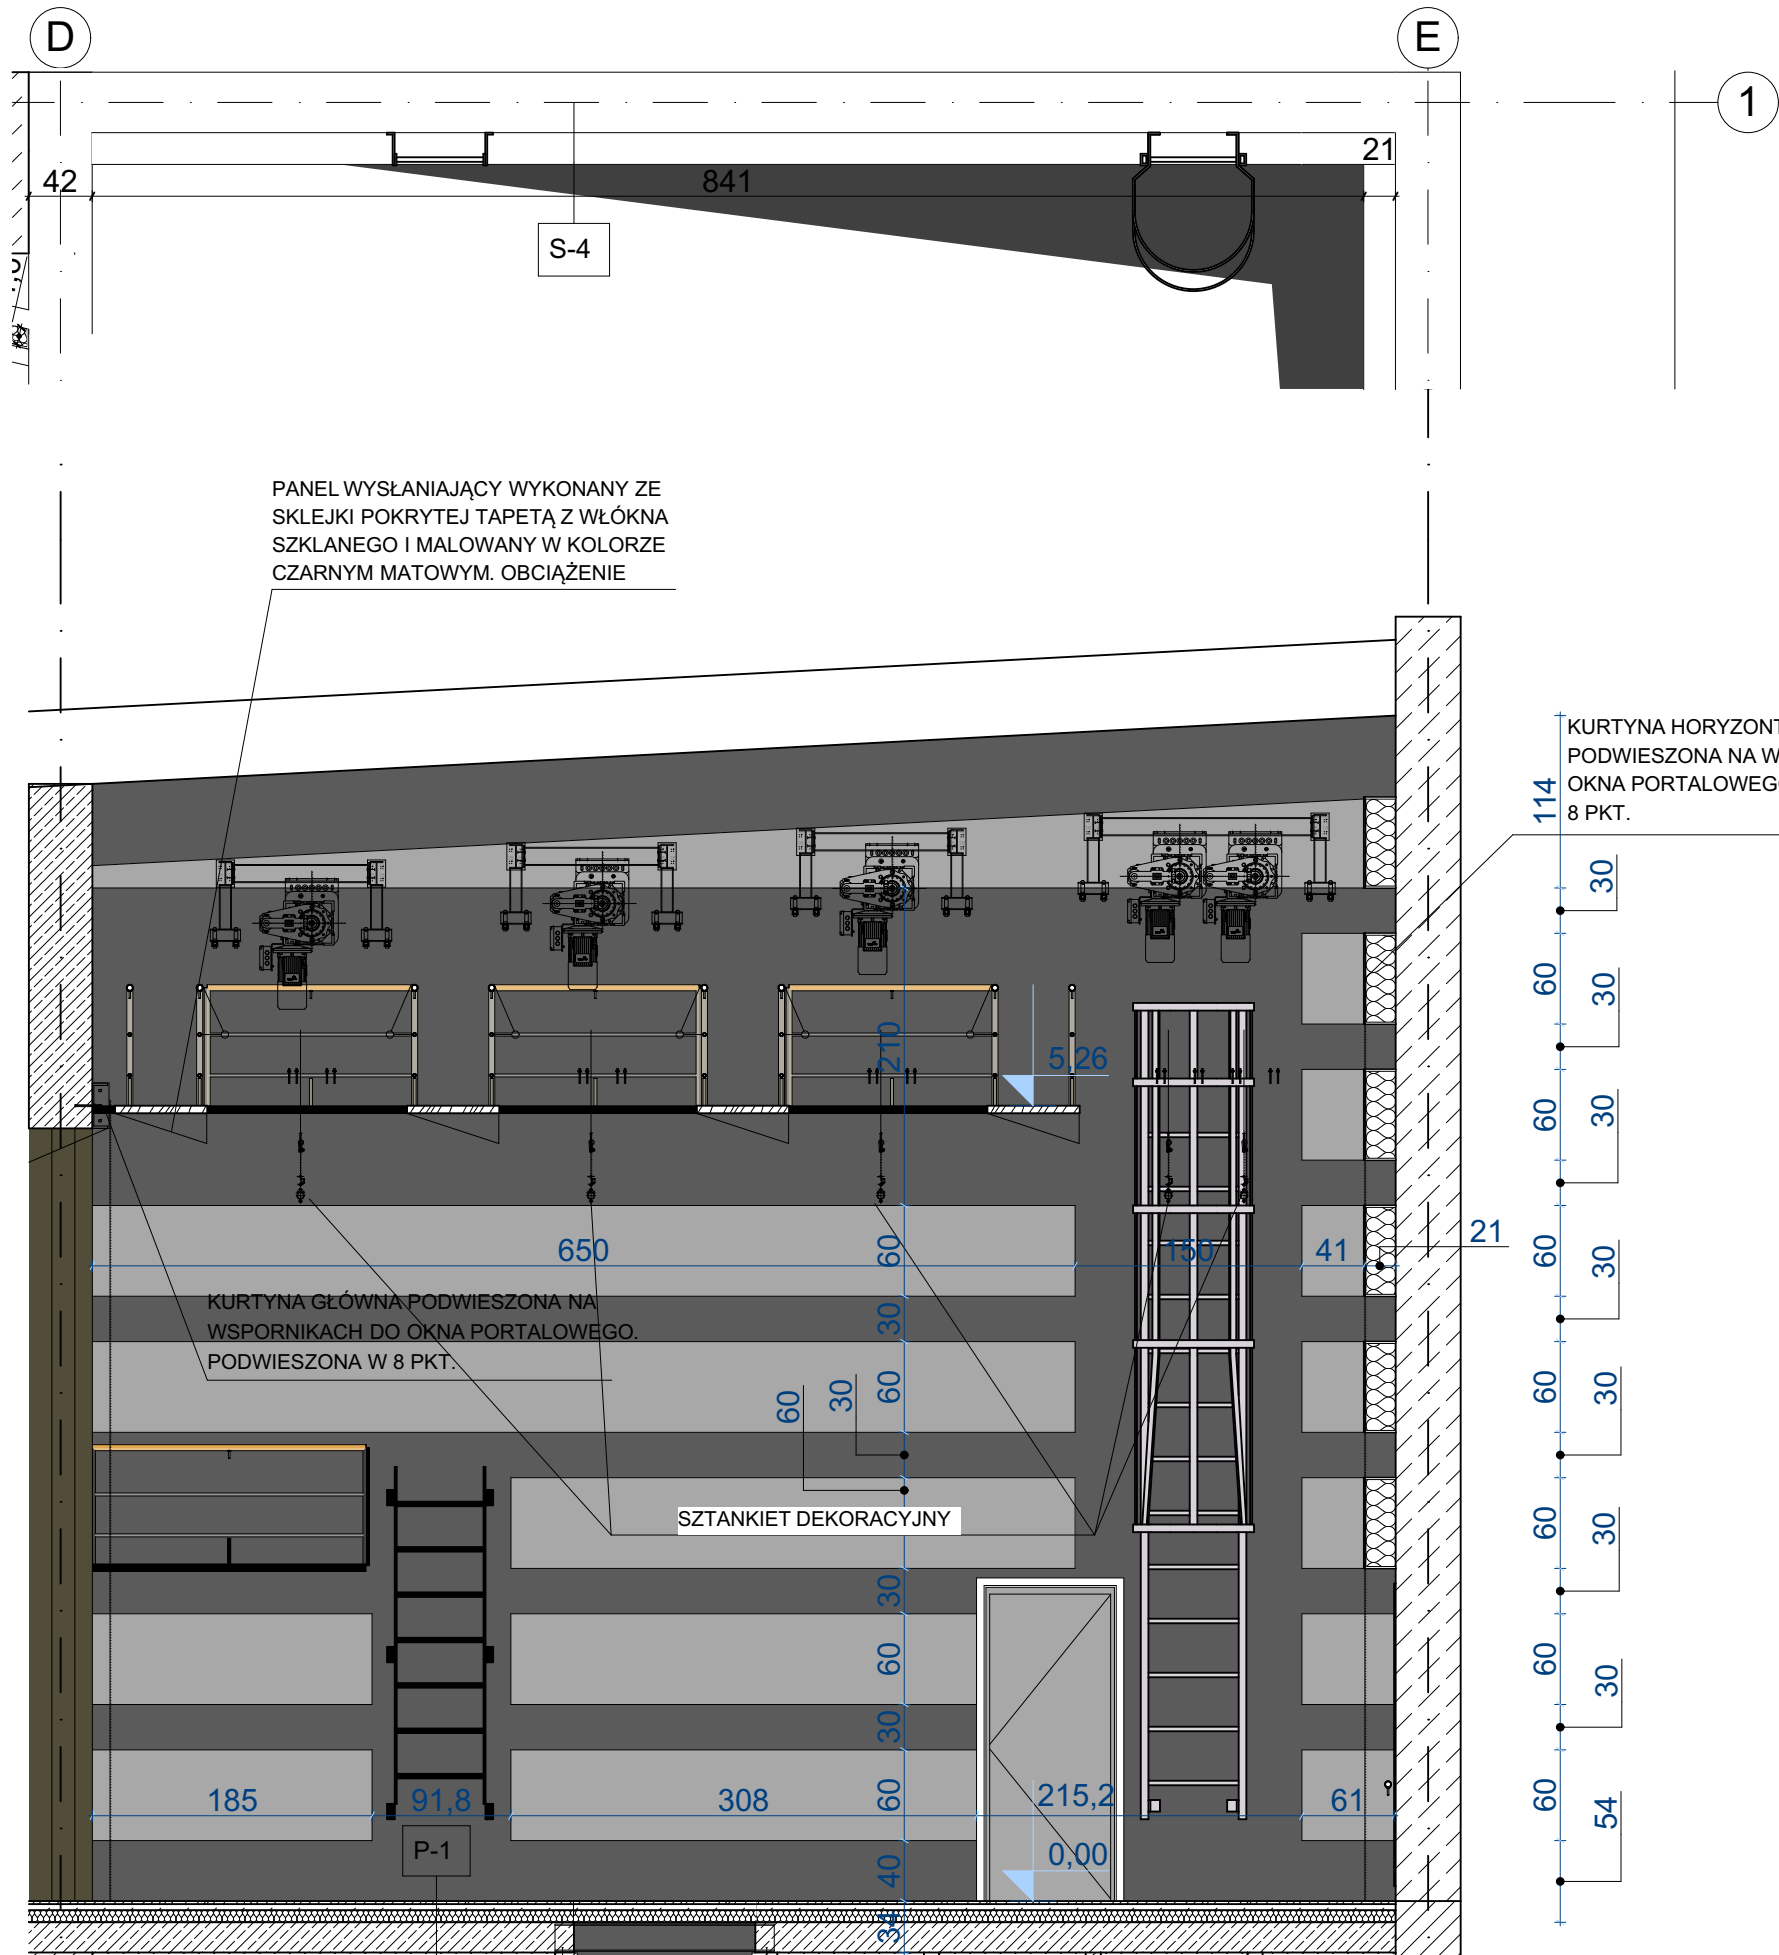 D
E
1
42
841
21
S-4
PANEL WYSŁANIAJĄCY WYKONANY ZE
SKLEJKI POKRYTEJ TAPETĄ Z WŁÓKNA
SZKLANEGO I MALOWANY W KOLORZE
CZARNYM MATOWYM. OBCIĄŻENIE
KURTYNA HORYZONT
PODWIESZONA NA W
OKNA PORTALOWEGO
8 PKT.
114
30
60
30
210
5,26
60
30
650
60
150
41
21
60
30
KURTYNA GŁÓWNA PODWIESZONA NA
WSPORNIKACH DO OKNA PORTALOWEGO.
PODWIESZONA W 8 PKT.
30
60
30
60
60
30
SZTANKIET DEKORACYJNY
60
30
30
60
60
30
30
185
91,8
308
60
215,2
61
60
54
P-1
40
0,00
34